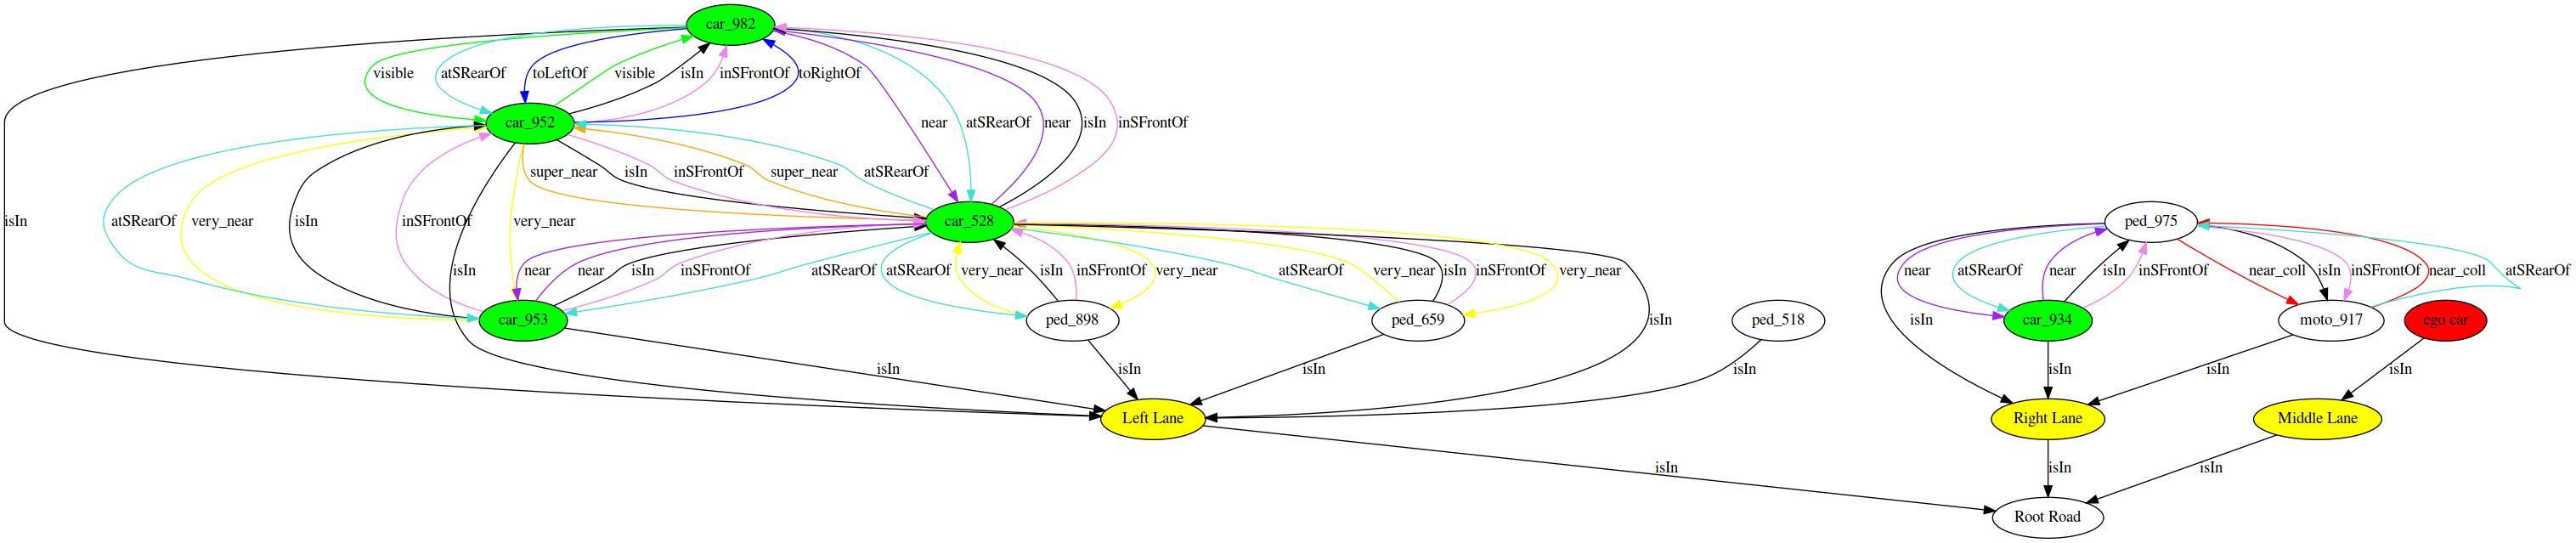 car_982
visible
atSRearOf
toLeftOf
visible
isIn
inSFrontOf
toRightOf
car_952
near
atSRearOf
near
isIn
inSFrontOf
super_near
isIn
inSFrontOf
super_near
atSRearOf
isIn
atSRearOf
very_near
isIn
inSFrontOf
very_near
car_528
ped_975
isIn
near
near
isIn
inSFrontOf
atSRearOf
atSRearOf
very_near
isIn
inSFrontOf
very_near
atSRearOf
very_near
isIn
inSFrontOf
very_near
near
atSRearOf
near
isIn
inSFrontOf
near_coll
isIn
inSFrontOf
near_coll
atSRearOf
car_953
ped_898
ped_659
isIn
ped_518
isIn
car_934
moto_917
ego car
isIn
isIn
isIn
isIn
isIn
isIn
isIn
Left Lane
Right Lane
Middle Lane
isIn
isIn
isIn
Root Road